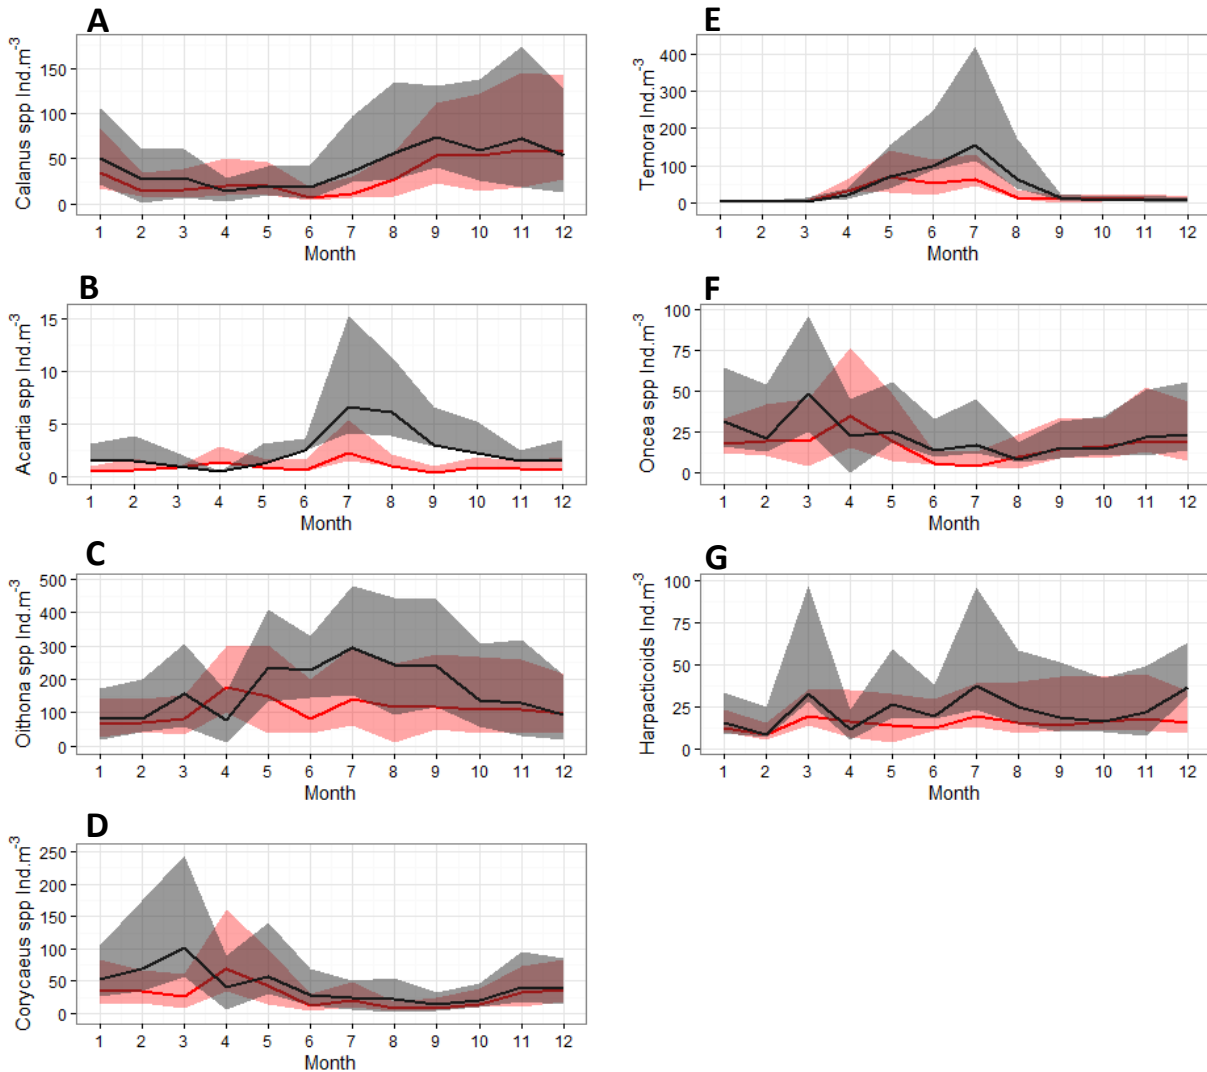 A
Calanus spp Ind.m⁻³
150
100
50
0
1 2 3 4 5 6 7 8 9 10 11 12
Month
B
Acartia spp Ind.m⁻³
15
10
5
0
1 2 3 4 5 6 7 8 9 10 11 12
Month
C
Oithona spp Ind.m⁻³
500
400
300
200
100
0
1 2 3 4 5 6 7 8 9 10 11 12
Month
D
Corycaeus spp Ind.m⁻³
250
200
150
100
50
0
1 2 3 4 5 6 7 8 9 10 11 12
Month
E
Temora Ind.m⁻³
400
300
200
100
0
1 2 3 4 5 6 7 8 9 10 11 12
Month
F
Oncea spp Ind.m⁻³
100
75
50
25
0
1 2 3 4 5 6 7 8 9 10 11 12
Month
G
Harpacticoids Ind.m⁻³
100
75
50
25
0
1 2 3 4 5 6 7 8 9 10 11 12
Month